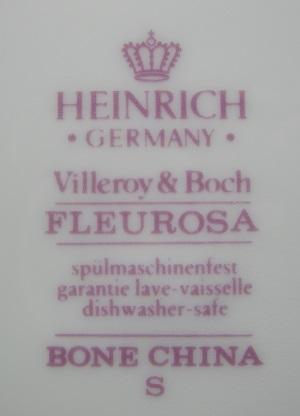 HEINRICH
• GERMANY •
Villeroy & Boch
FLEUROSA
spülmaschinenfest
garantie lave-vaisselle
dishwasher-safe
BONE CHINA
S